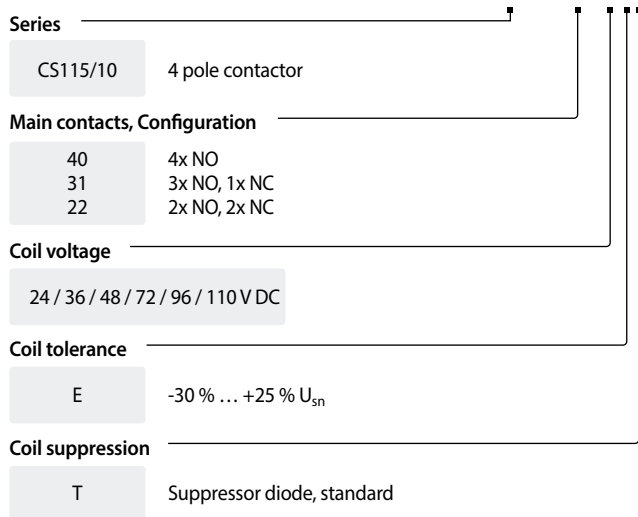 Series
CS115/10 4 pole contactor
Main contacts, Configuration
40 4x NO
31 3x NO, 1x NC
22 2x NO, 2x NC
Coil voltage
24 / 36 / 48 / 72 / 96 / 110 V DC
Coil tolerance
E -30 % … +25 % Usn
Coil suppression
T Suppressor diode, standard